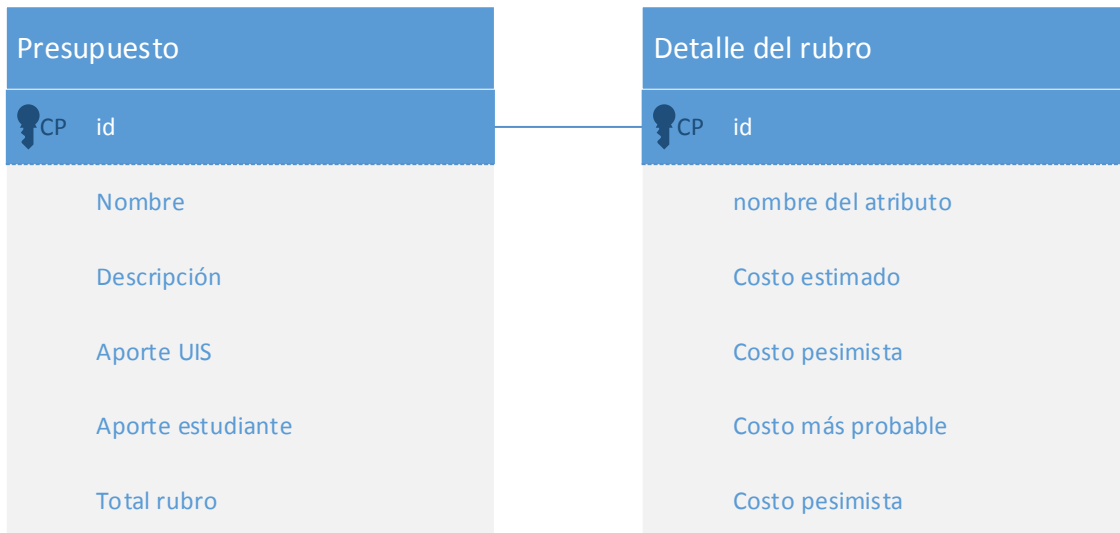 Presupuesto
CP id
Nombre
Descripción
Aporte UIS
Aporte estudiante
Total rubro
Detalle del rubro
CP id
nombre del atributo
Costo estimado
Costo pesimista
Costo más probable
Costo pesimista